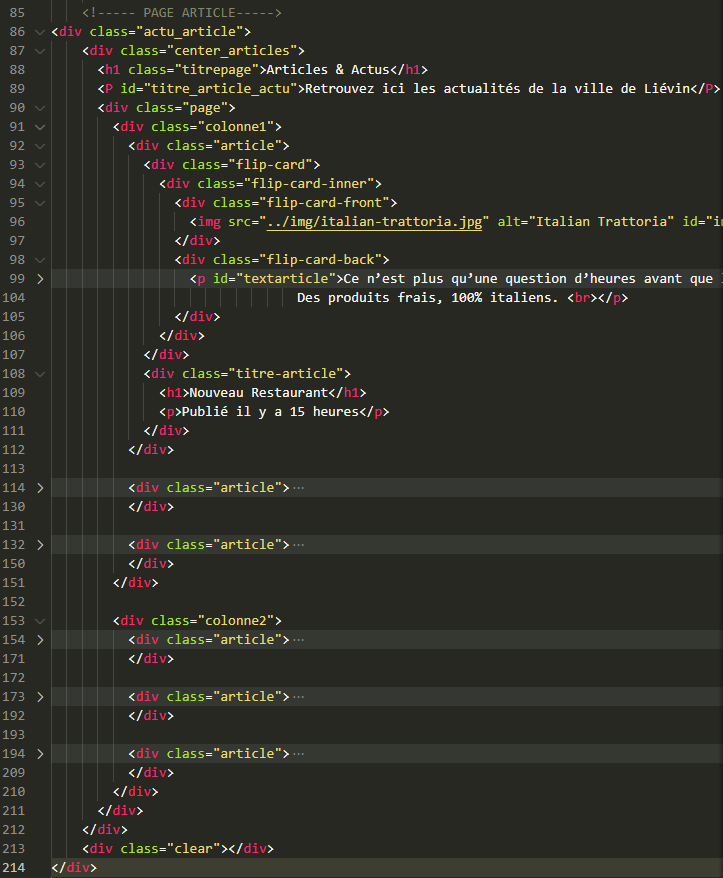 85 <!----- PAGE ARTICLE----->
86 <div class="actu_article">
87 <div class="center_articles">
88 <h1 class="titrepage">Articles & Actus</h1>
89 <P id="titre_article_actu">Retrouvez ici les actualités de la ville de Liévin</P>
90 <div class="page">
91 <div class="colonne1">
92 <div class="article">
93 <div class="flip-card">
94 <div class="flip-card-inner">
95 <div class="flip-card-front">
96 <img src="../img/italian-trattoria.jpg" alt="Italian Trattoria" id="i
97 </div>
98 <div class="flip-card-back">
99 <p id="textarticle">Ce n’est plus qu’une question d’heures avant que
104 Des produits frais, 100% italiens. <br></p>
105 </div>
106 </div>
107 </div>
108 <div class="titre-article">
109 <h1>Nouveau Restaurant</h1>
110 <p>Publié il y a 15 heures</p>
111 </div>
112 </div>
113
114 <div class="article">···
130 </div>
131
132 <div class="article">···
150 </div>
151 </div>
152
153 <div class="colonne2">
154 <div class="article">···
171 </div>
172
173 <div class="article">···
192 </div>
193
194 <div class="article">···
209 </div>
210 </div>
211 </div>
212 </div>
213 <div class="clear"></div>
214 </div>